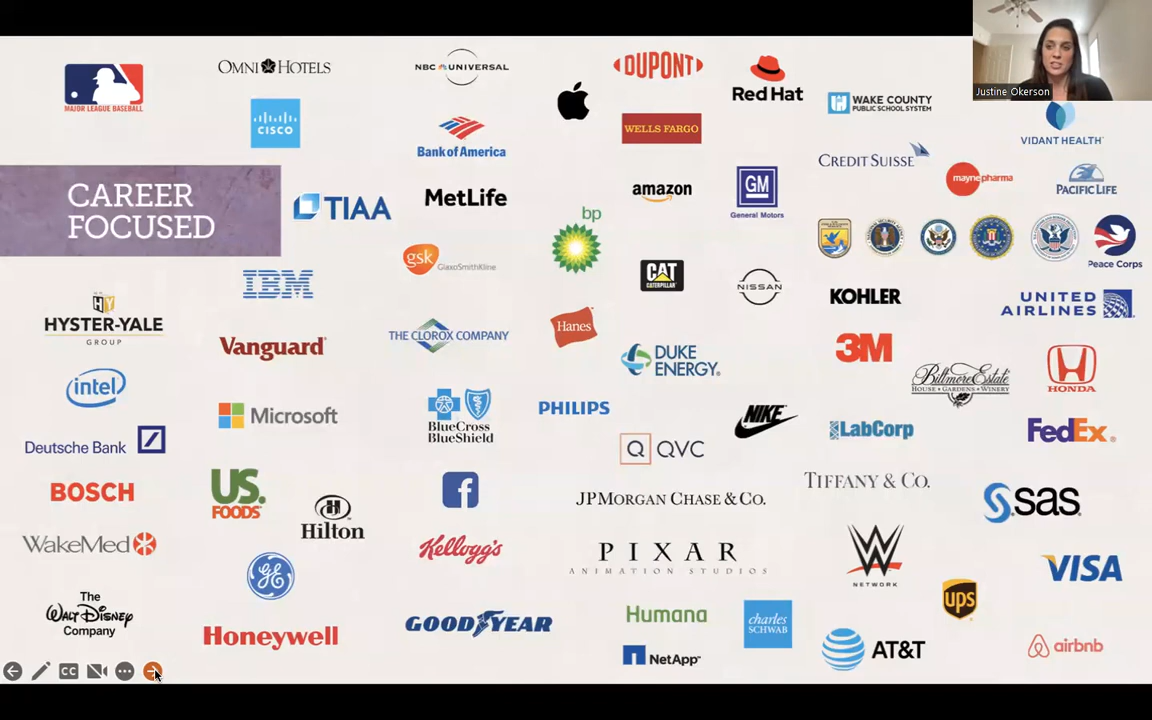 MAJOR LEAGUE BASEBALL
OMNI HOTELS
NBC UNIVERSAL
DUPONT
Red Hat
Justine Okerson
CISCO
Bank of America
WELLS FARGO
WAKE COUNTY
PUBLIC SCHOOL SYSTEM
VIDANT HEALTH
CREDIT SUISSE
mayne pharma
PACIFIC LIFE
CAREER
FOCUSED
TIAA
MetLife
amazon
GM
General Motors
bp
Peace Corps
gsk
GlaxoSmithKline
CAT
CATERPILLAR
NISSAN
KOHLER
UNITED
AIRLINES
IBM
HY
HYSTER-YALE
GROUP
Vanguard
THE CLOROX COMPANY
Hanes
DUKE
ENERGY
3M
Biltmore Estate
HOUSE • GARDENS • WINERY
HONDA
intel
Microsoft
BlueCross
BlueShield
PHILIPS
NIKE
LabCorp
FedEx
Deutsche Bank
Q QVC
BOSCH
US.
FOODS
Hilton
f
JPMORGAN CHASE & CO.
TIFFANY & CO.
sas
WakeMed
GE
Kellogg's
PIXAR
ANIMATION STUDIOS
W
NETWORK
VISA
The
WALT DISNEY
Company
Honeywell
GOODYEAR
Humana
NetApp
charles
SCHWAB
ups
AT&T
airbnb
CC